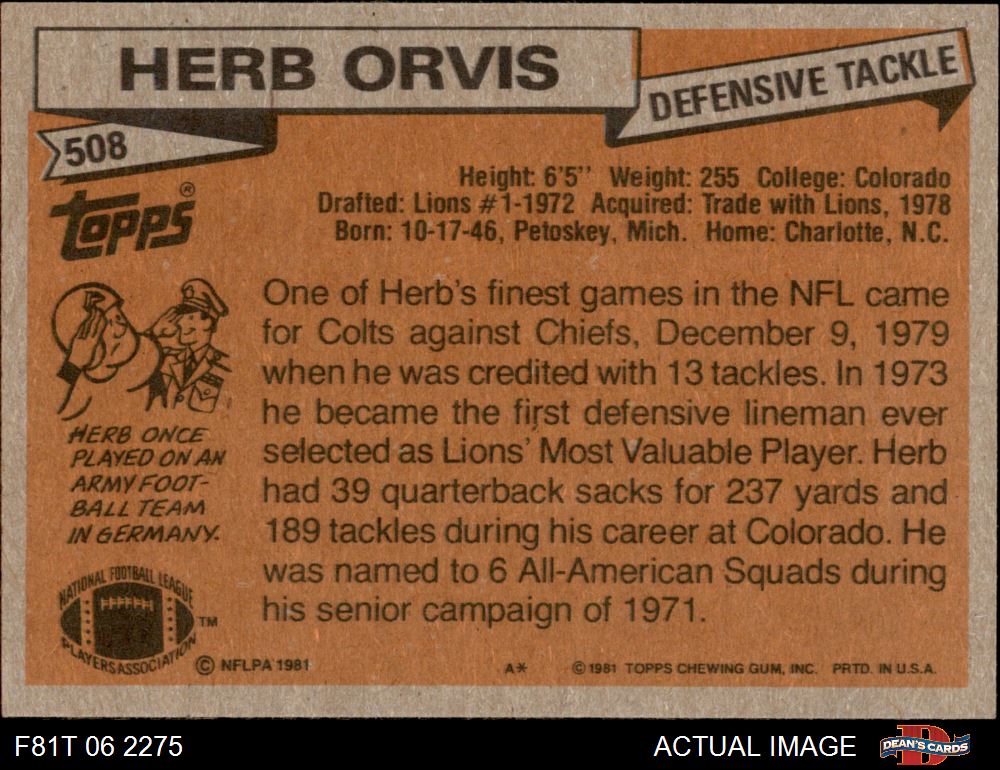 HERB ORVIS
DEFENSIVE TACKLE
508
topps®
Height: 6'5'' Weight: 255 College: Colorado
Drafted: Lions #1-1972 Acquired: Trade with Lions, 1978
Born: 10-17-46, Petoskey, Mich. Home: Charlotte, N.C.
One of Herb's finest games in the NFL came
for Colts against Chiefs, December 9, 1979
when he was credited with 13 tackles. In 1973
he became the first defensive lineman ever
selected as Lions' Most Valuable Player. Herb
had 39 quarterback sacks for 237 yards and
189 tackles during his career at Colorado. He
was named to 6 All-American Squads during
his senior campaign of 1971.
HERB ONCE
PLAYED ON AN
ARMY FOOT-
BALL TEAM
IN GERMANY.
NATIONAL FOOTBALL LEAGUE
PLAYERS ASSOCIATION
TM
© NFLPA 1981
A* © 1981 TOPPS CHEWING GUM, INC. PRTD. IN U.S.A.
F81T 06 2275
ACTUAL IMAGE
DEAN'S CARDS